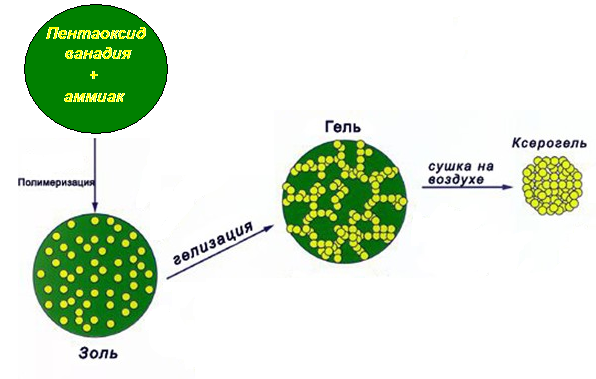 Пентаоксид
ванадия
+
аммиак
Полимеризация
Золь
гелизация
Гель
сушка на
воздухе
Ксерогель